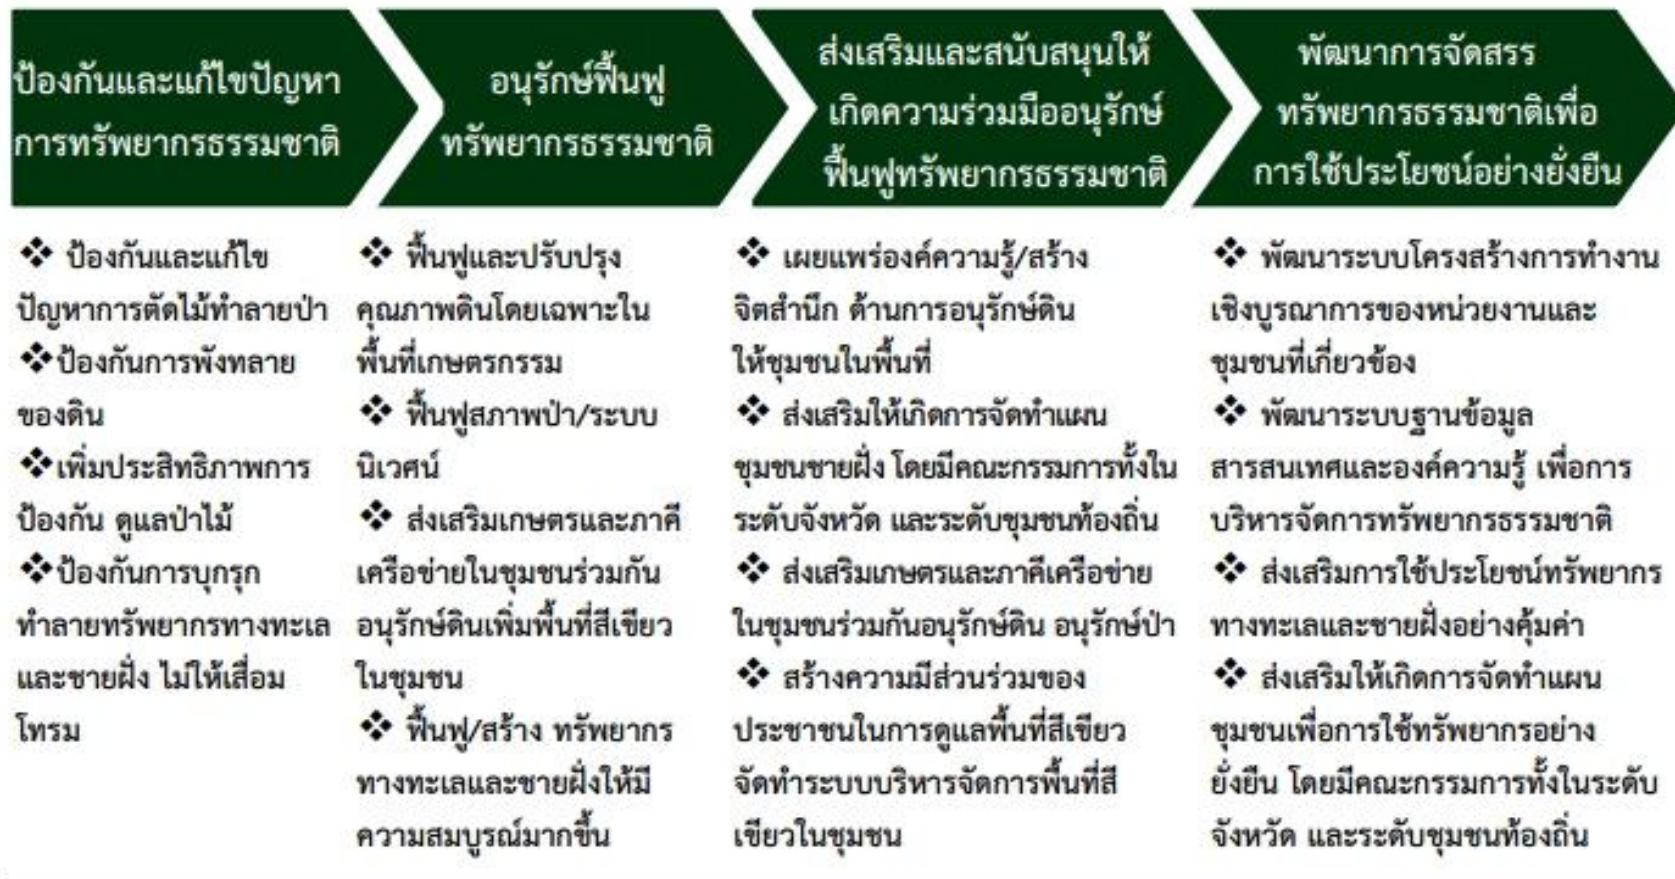 ป้องกันและแก้ไขปัญหา
การทรัพยากรธรรมชาติ
อนุรักษ์ฟื้นฟู
ทรัพยากรธรรมชาติ
ส่งเสริมและสนับสนุนให้
เกิดความร่วมมืออนุรักษ์
ฟื้นฟูทรัพยากรธรรมชาติ
พัฒนาการจัดสรร
ทรัพยากรธรรมชาติเพื่อ
การใช้ประโยชน์อย่างยั่งยืน
❖ ป้องกันและแก้ไข
ปัญหาการตัดไม้ทำลายป่า
❖ป้องกันการพังทลาย
ของดิน
❖เพิ่มประสิทธิภาพการ
ป้องกัน ดูแลป่าไม้
❖ป้องกันการบุกรุก
ทำลายทรัพยากรทางทะเล
และชายฝั่ง ไม่ให้เสื่อม
โทรม
❖ ฟื้นฟูและปรับปรุง
คุณภาพดินโดยเฉพาะใน
พื้นที่เกษตรกรรม
❖ ฟื้นฟูสภาพป่า/ระบบ
นิเวศน์
❖ ส่งเสริมเกษตรและภาคี
เครือข่ายในชุมชนร่วมกัน
อนุรักษ์ดินเพิ่มพื้นที่สีเขียว
ในชุมชน
❖ ฟื้นฟู/สร้าง ทรัพยากร
ทางทะเลและชายฝั่งให้มี
ความสมบูรณ์มากขึ้น
❖ เผยแพร่องค์ความรู้/สร้าง
จิตสำนึก ด้านการอนุรักษ์ดิน
ให้ชุมชนในพื้นที่
❖ ส่งเสริมให้เกิดการจัดทำแผน
ชุมชนชายฝั่ง โดยมีคณะกรรมการทั้งใน
ระดับจังหวัด และระดับชุมชนท้องถิ่น
❖ ส่งเสริมเกษตรและภาคีเครือข่าย
ในชุมชนร่วมกันอนุรักษ์ดิน อนุรักษ์ป่า
❖ สร้างความมีส่วนร่วมของ
ประชาชนในการดูแลพื้นที่สีเขียว
จัดทำระบบบริหารจัดการพื้นที่สี
เขียวในชุมชน
❖ พัฒนาระบบโครงสร้างการทำงาน
เชิงบูรณาการของหน่วยงานและ
ชุมชนที่เกี่ยวข้อง
❖ พัฒนาระบบฐานข้อมูล
สารสนเทศและองค์ความรู้ เพื่อการ
บริหารจัดการทรัพยากรธรรมชาติ
❖ ส่งเสริมการใช้ประโยชน์ทรัพยากร
ทางทะเลและชายฝั่งอย่างคุ้มค่า
❖ ส่งเสริมให้เกิดการจัดทำแผน
ชุมชนเพื่อการใช้ทรัพยากรอย่าง
ยั่งยืน โดยมีคณะกรรมการทั้งในระดับ
จังหวัด และระดับชุมชนท้องถิ่น